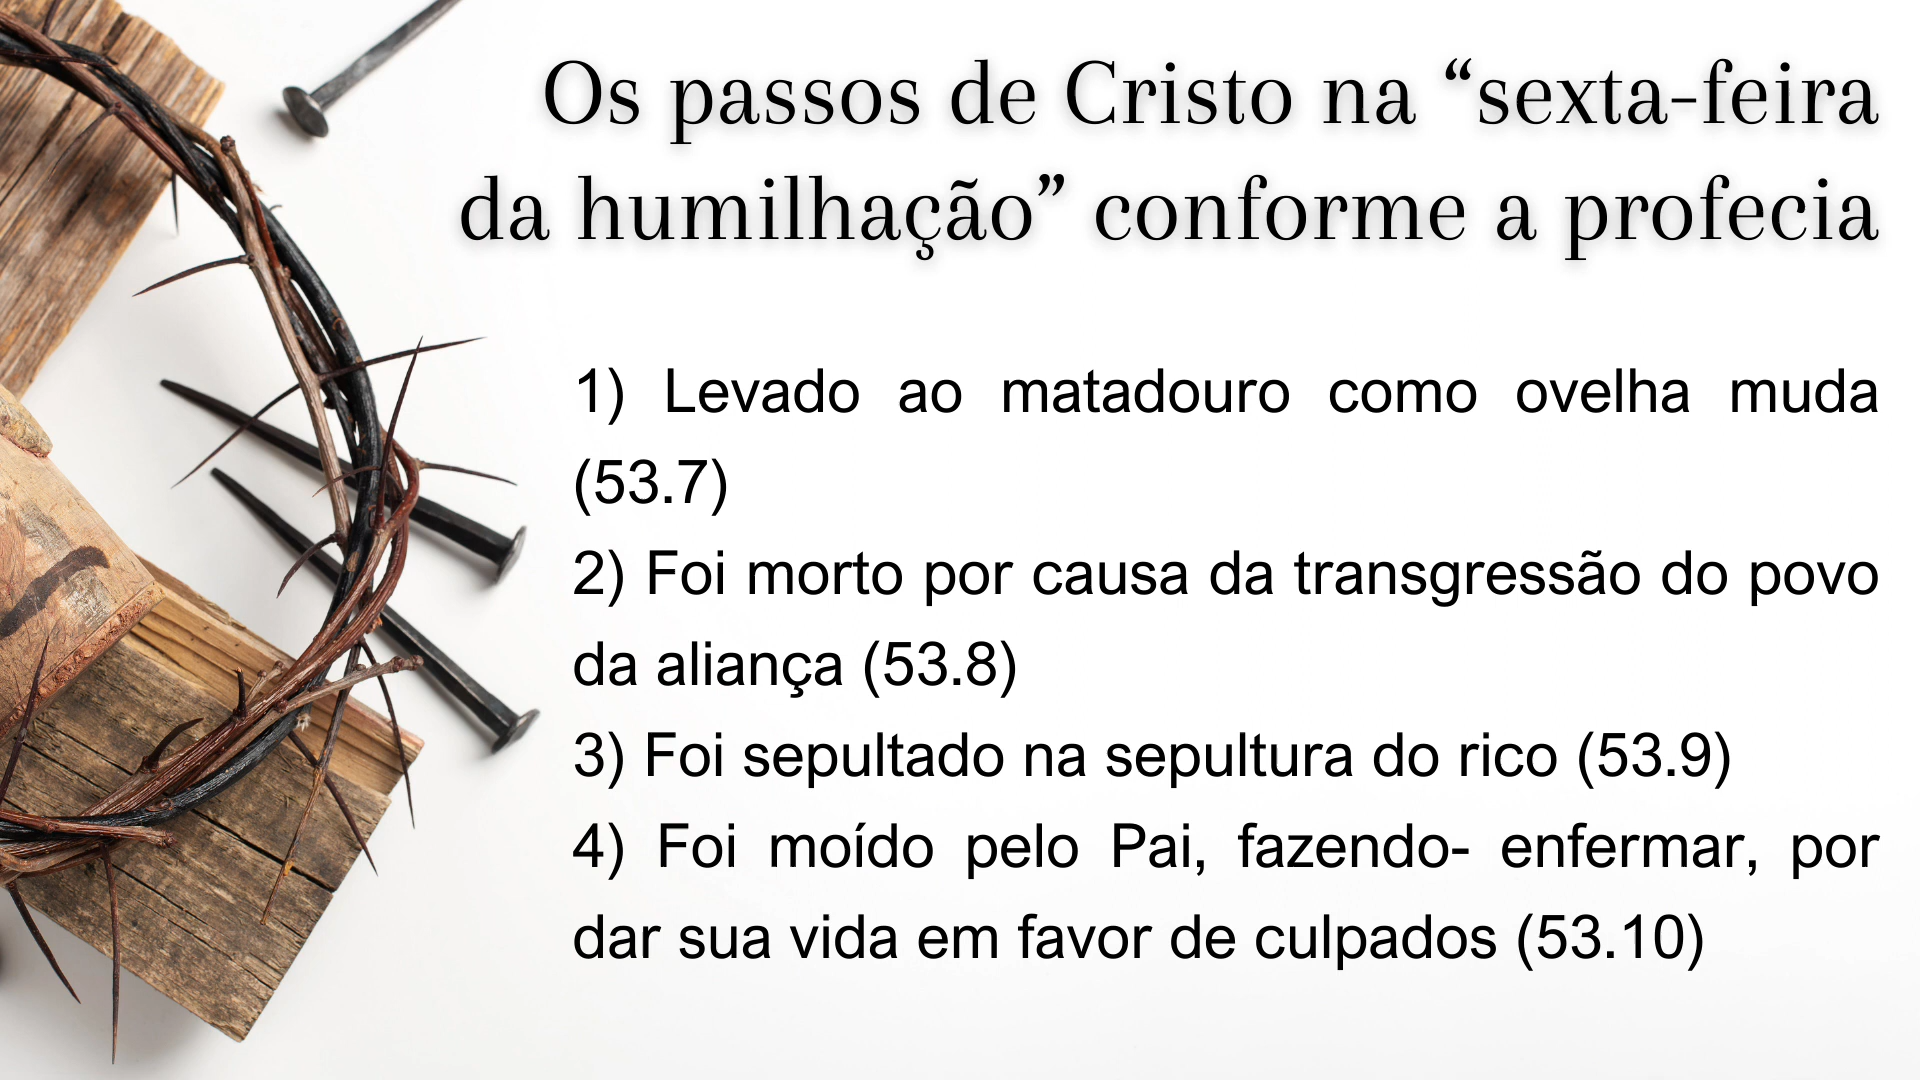 Os passos de Cristo na “sexta-feira
da humilhação” conforme a profecia
1) Levado ao matadouro como ovelha muda
(53.7)
2) Foi morto por causa da transgressão do povo
da aliança (53.8)
3) Foi sepultado na sepultura do rico (53.9)
4) Foi moído pelo Pai, fazendo- enfermar, por
dar sua vida em favor de culpados (53.10)